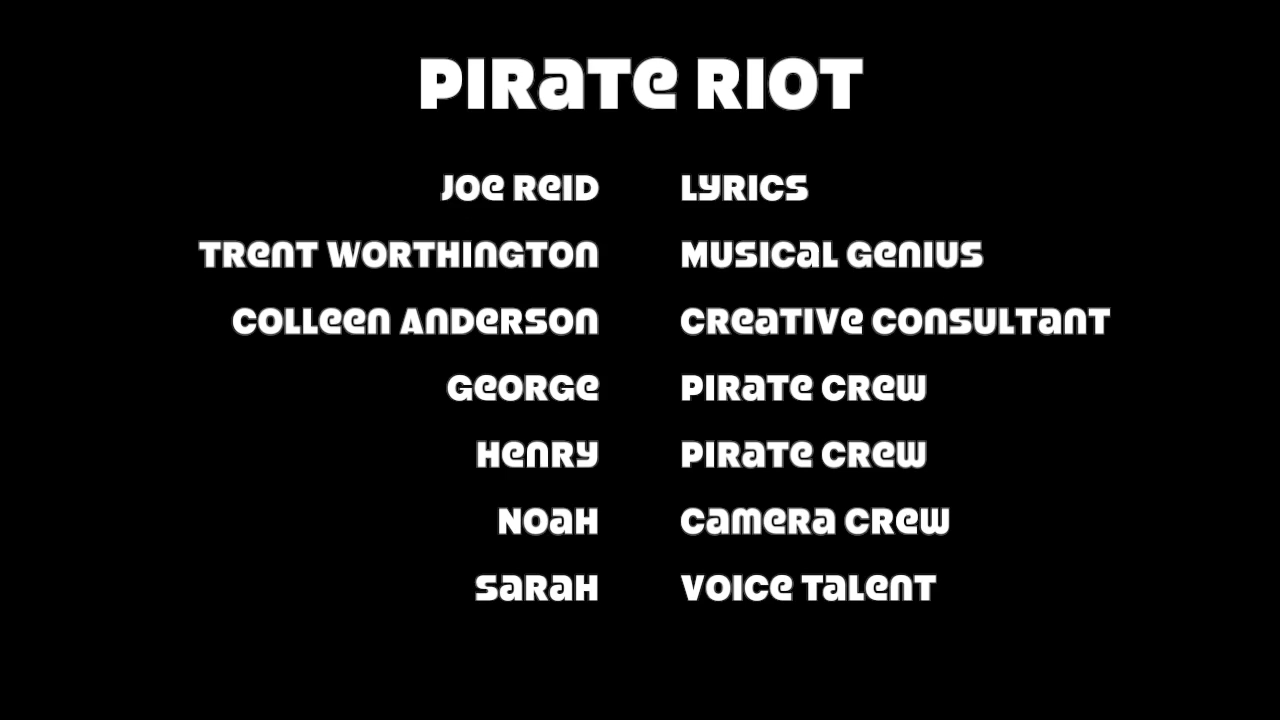 PIRATE RIOT
JOE REID LYRICS
TRENT WORTHINGTON MUSICAL GENIUS
COLLEEN ANDERSON CREATIVE CONSULTANT
GEORGE PIRATE CREW
HENRY PIRATE CREW
NOAH CAMERA CREW
SARAH VOICE TALENT